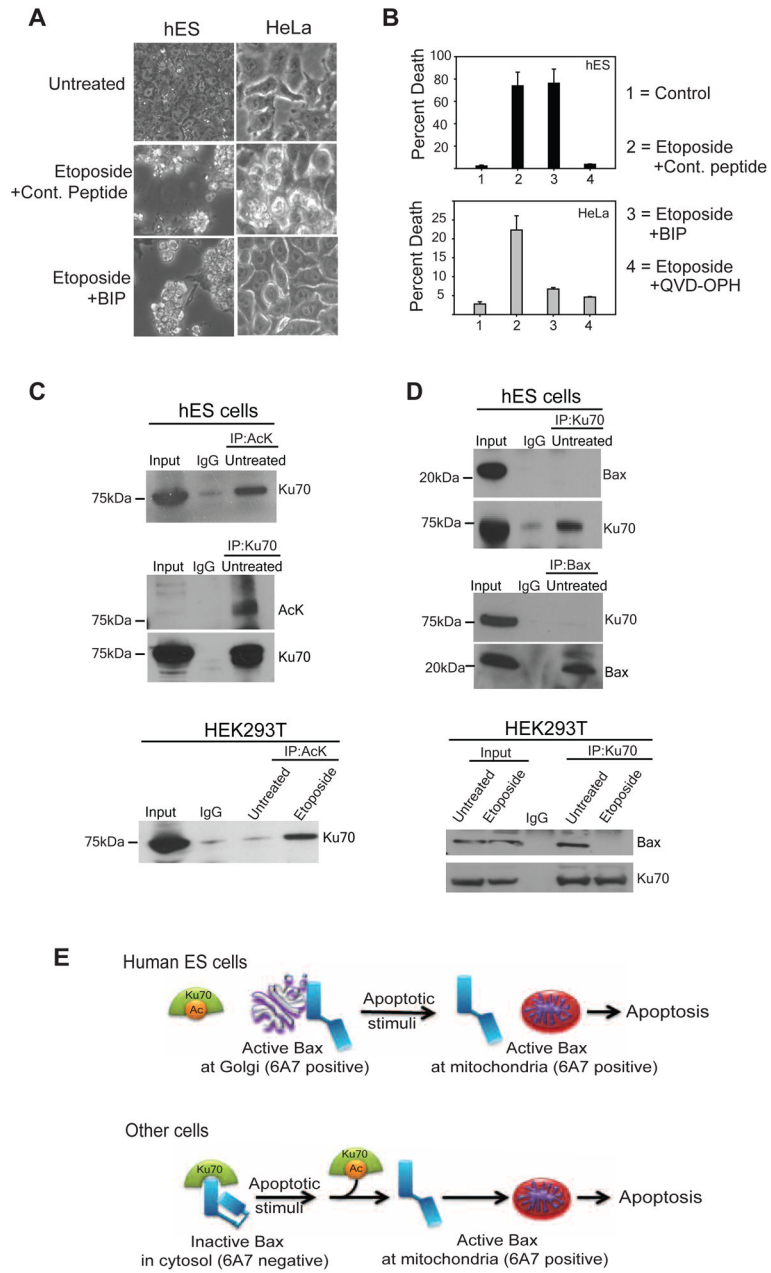 A
hES
HeLa
Untreated
Etoposide
+Cont. Peptide
Etoposide
+BIP
B
Percent Death
100
80
60
40
20
hES
1
2
3
4
Percent Death
25
20
15
10
5
HeLa
1
2
3
4
1 = Control
2 = Etoposide
+Cont. peptide
3 = Etoposide
+BIP
4 = Etoposide
+QVD-OPH
C
hES cells
IP:AcK
Input
IgG
Untreated
75kDa
Ku70
IP:Ku70
Input
IgG
Untreated
75kDa
AcK
75kDa
Ku70
HEK293T
IP:AcK
Input
IgG
Untreated
Etoposide
75kDa
Ku70
D
hES cells
IP:Ku70
Input
IgG
Untreated
20kDa
Bax
75kDa
Ku70
IP:Bax
Input
IgG
Untreated
75kDa
Ku70
20kDa
Bax
HEK293T
Input
IP:Ku70
Untreated
Etoposide
IgG
Untreated
Etoposide
Bax
Ku70
E
Human ES cells
Ku70
Ac
Apoptotic
stimuli
Apoptosis
Active Bax
at Golgi (6A7 positive)
Active Bax
at mitochondria (6A7 positive)
Other cells
Ku70
Apoptotic
stimuli
Ku70
Ac
Apoptosis
Inactive Bax
in cytosol (6A7 negative)
Active Bax
at mitochondria (6A7 positive)